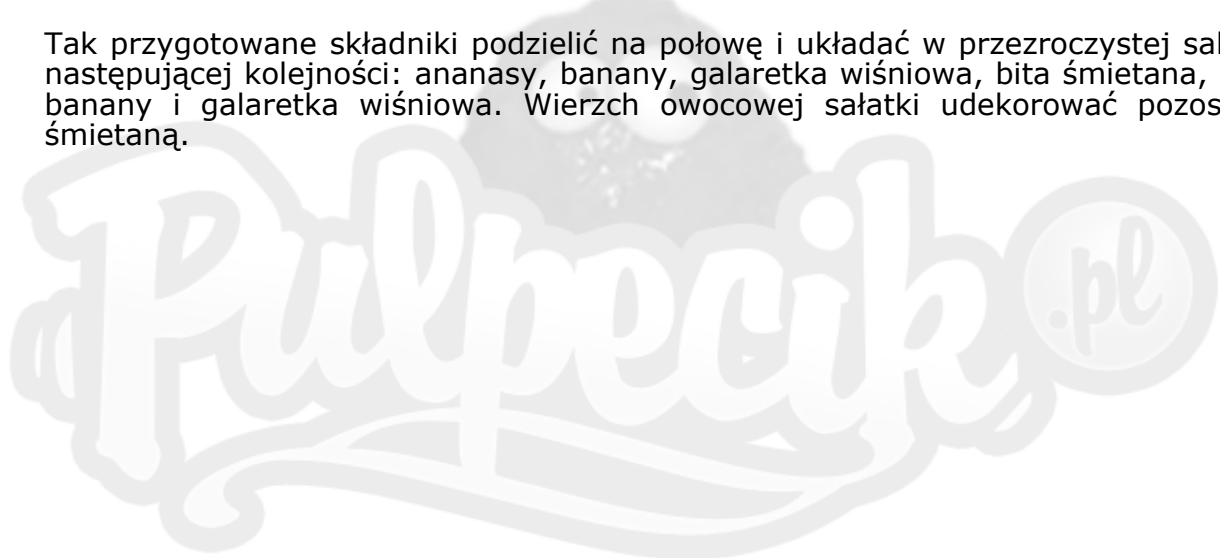 Tak przygotowane składniki podzielić na połowę i układać w przezroczystej sal
następującej kolejności: ananasy, banany, galaretka wiśniowa, bita śmietana,
banany i galaretka wiśniowa. Wierzch owocowej sałatki udekorować pozos
śmietaną.
Pulpecik.pl